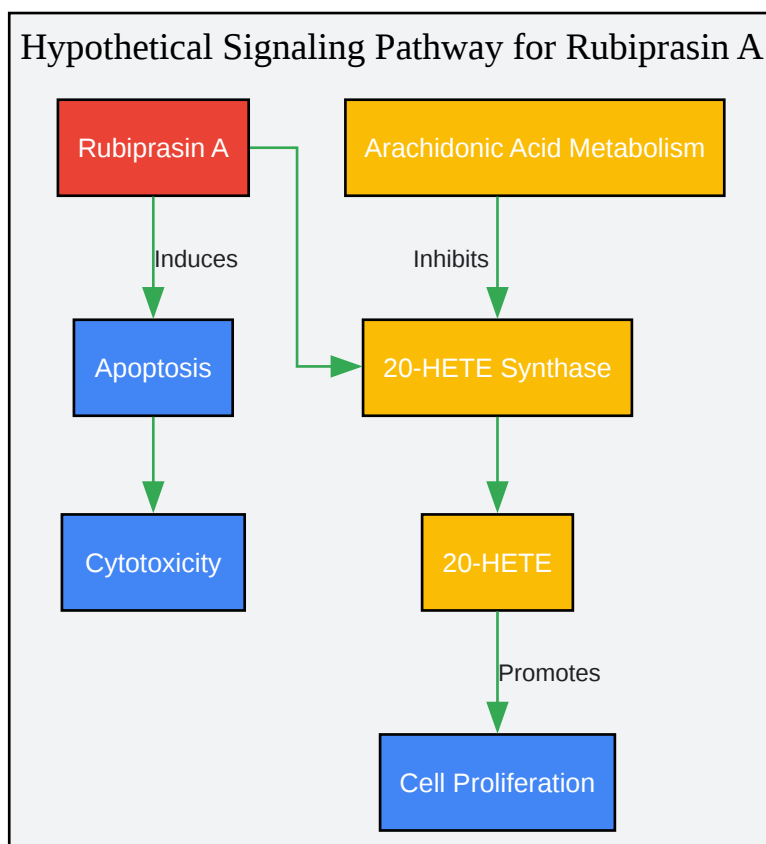 Hypothetical Signaling Pathway for Rubiprasin A
Rubiprasin A
Arachidonic Acid Metabolism
Induces
Inhibits
Apoptosis
20-HETE Synthase
Cytotoxicity
20-HETE
Promotes
Cell Proliferation